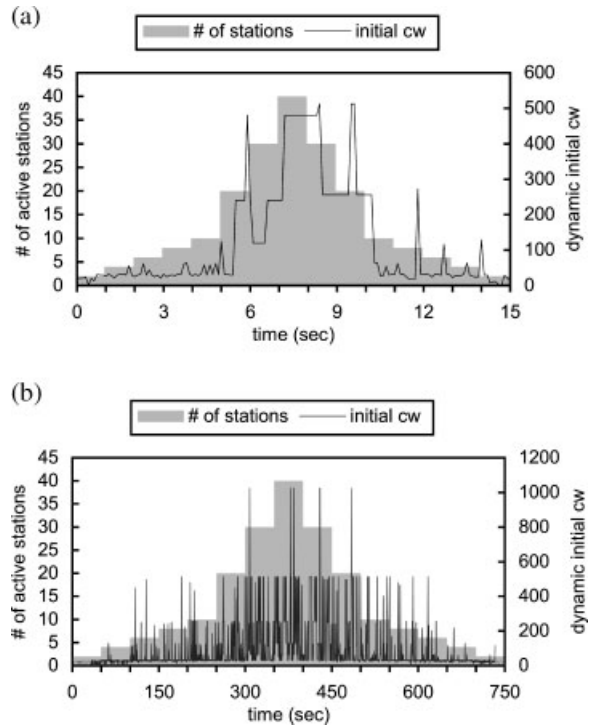 (a)
# of stations initial cw
45 600
40
35 500
30 400
25
20 300
15 200
10
5 100
0 0
0 3 6 9 12 15
# of active stations
dynamic initial cw
time (sec)
(b)
# of stations initial cw
45 1200
40
35 1000
30 800
25
20 600
15 400
10
5 200
0 0
0 150 300 450 600 750
# of active stations
dynamic initial cw
time (sec)